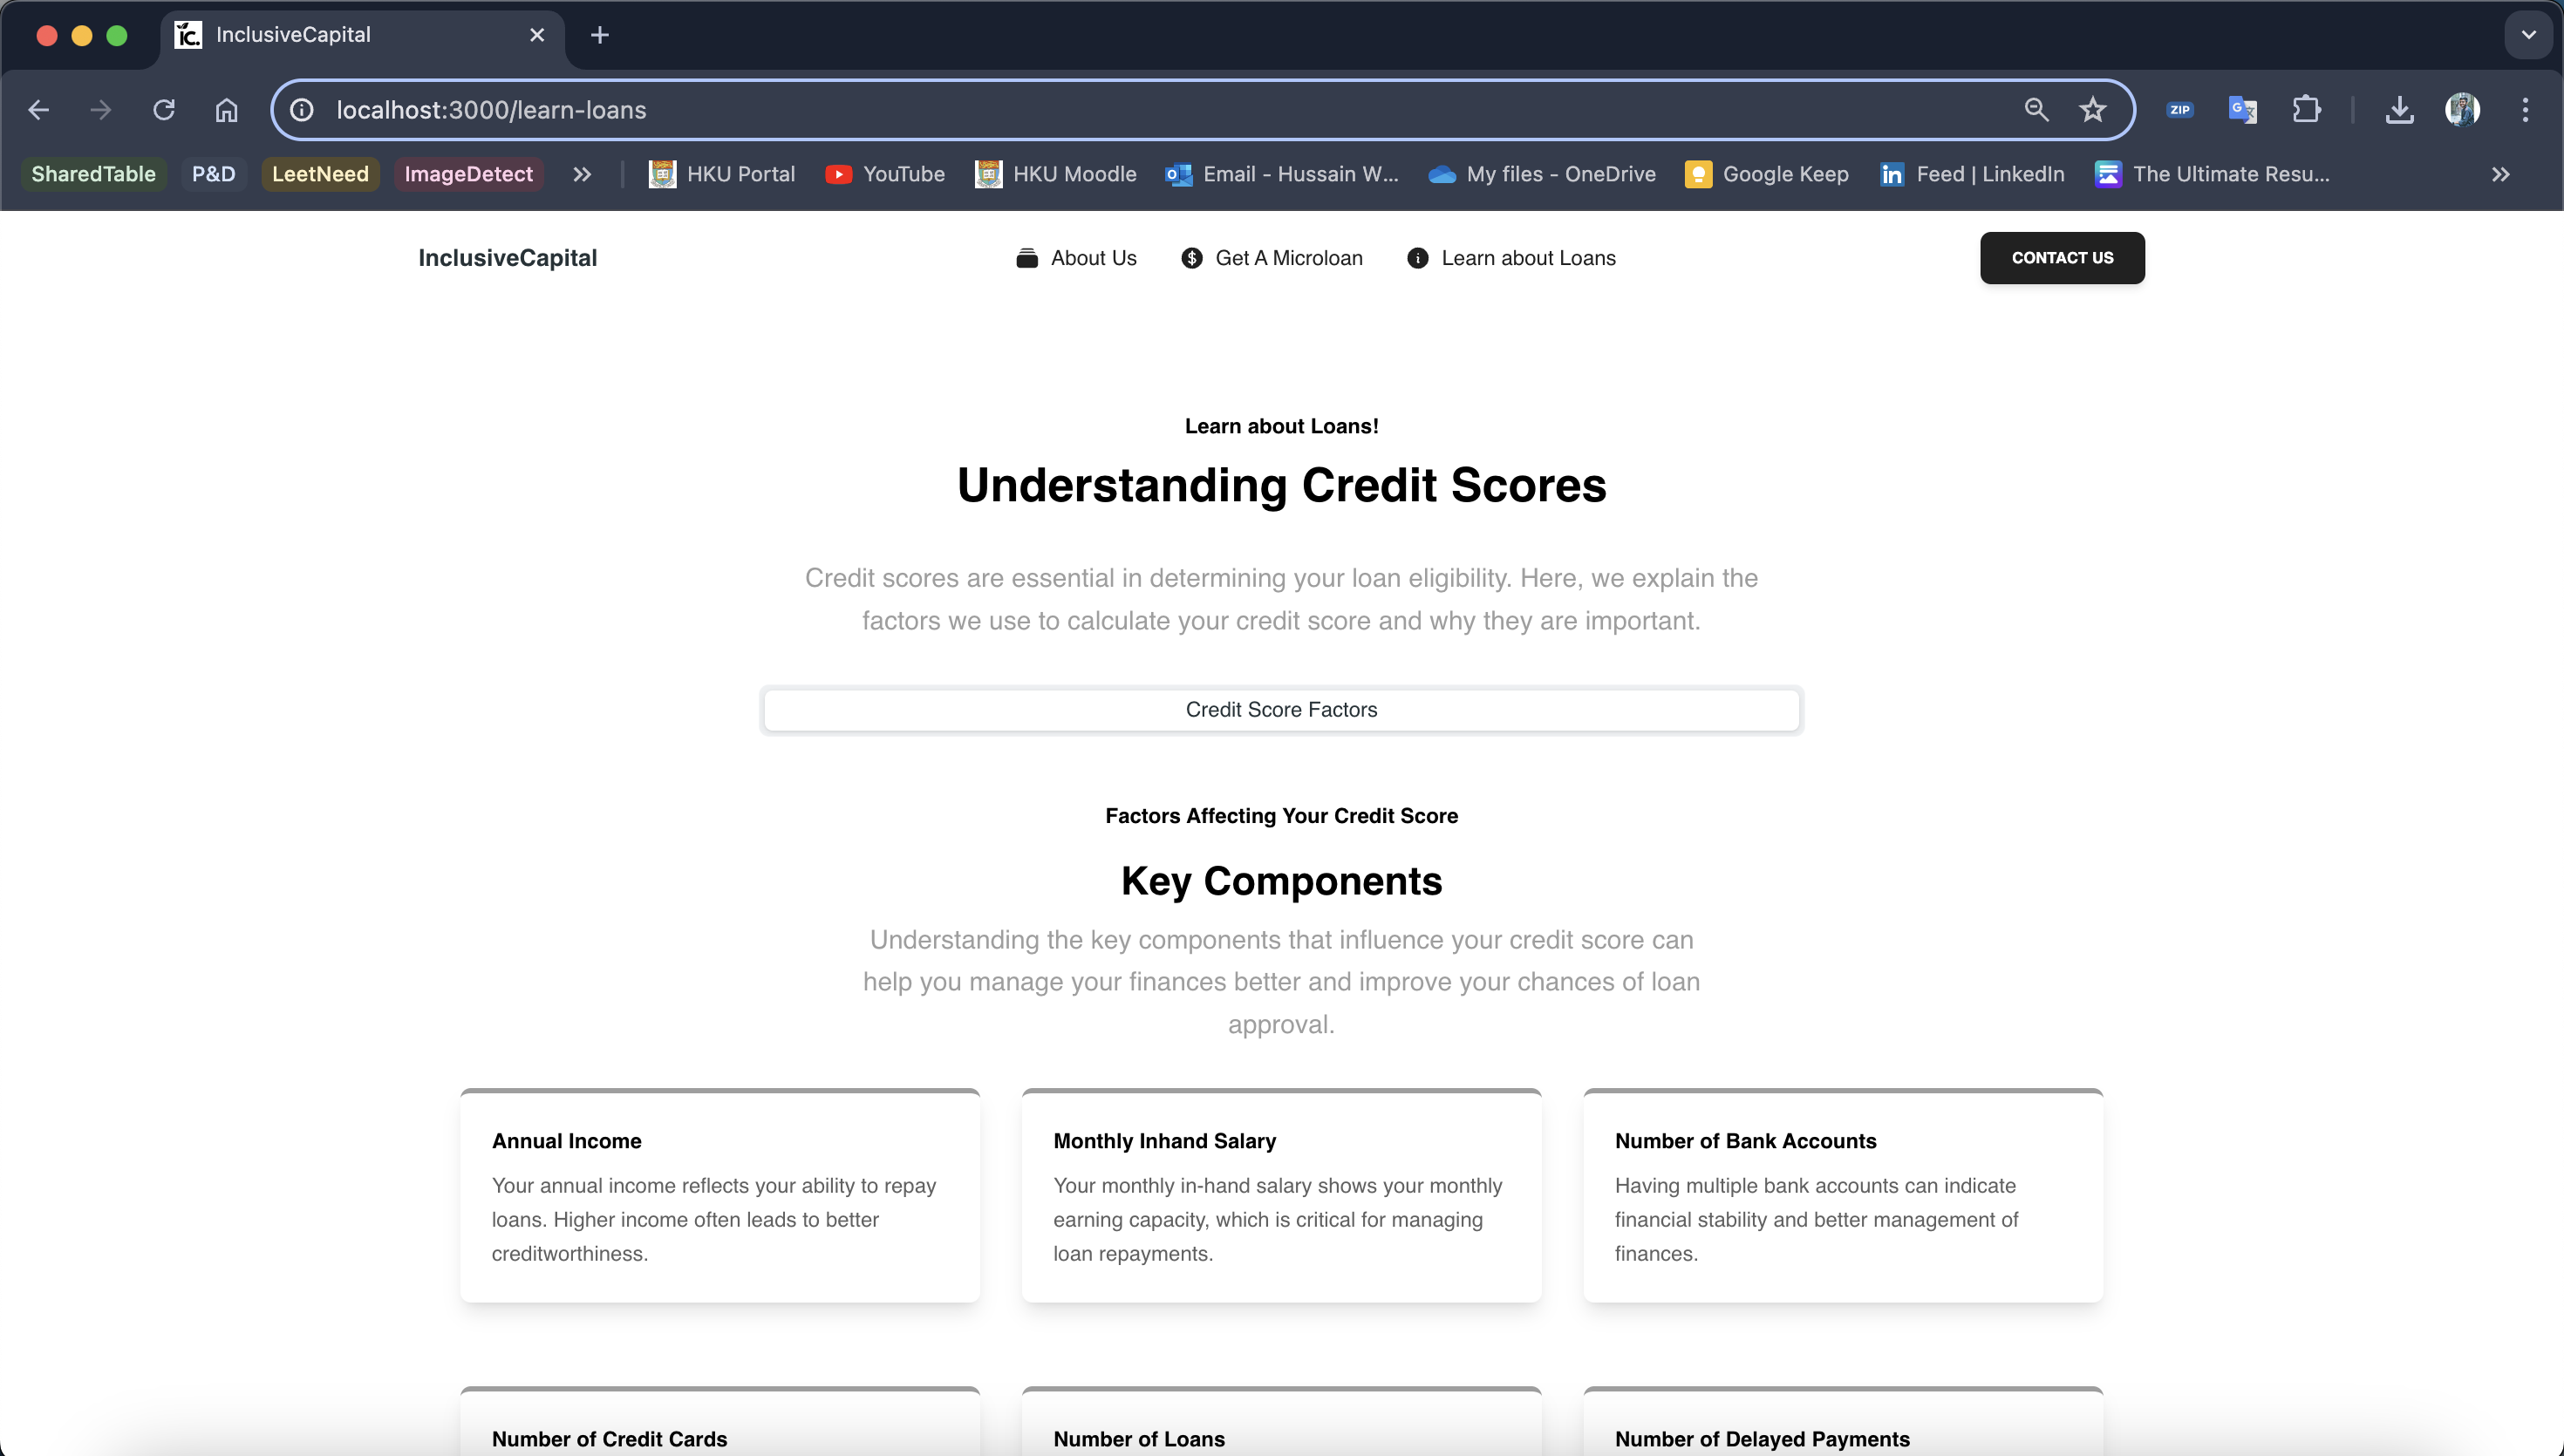 ic. InclusiveCapital
localhost:3000/learn-loans
ZIP
SharedTable P&D LeetNeed ImageDetect HKU Portal YouTube HKU Moodle Email - Hussain W... My files - OneDrive Google Keep Feed | LinkedIn The Ultimate Resu...
InclusiveCapital About Us Get A Microloan Learn about Loans CONTACT US
Learn about Loans!
Understanding Credit Scores
Credit scores are essential in determining your loan eligibility. Here, we explain the
factors we use to calculate your credit score and why they are important.
Credit Score Factors
Factors Affecting Your Credit Score
Key Components
Understanding the key components that influence your credit score can
help you manage your finances better and improve your chances of loan
approval.
Annual Income
Your annual income reflects your ability to repay
loans. Higher income often leads to better
creditworthiness.
Monthly Inhand Salary
Your monthly in-hand salary shows your monthly
earning capacity, which is critical for managing
loan repayments.
Number of Bank Accounts
Having multiple bank accounts can indicate
financial stability and better management of
finances.
Number of Credit Cards
Number of Loans
Number of Delayed Payments